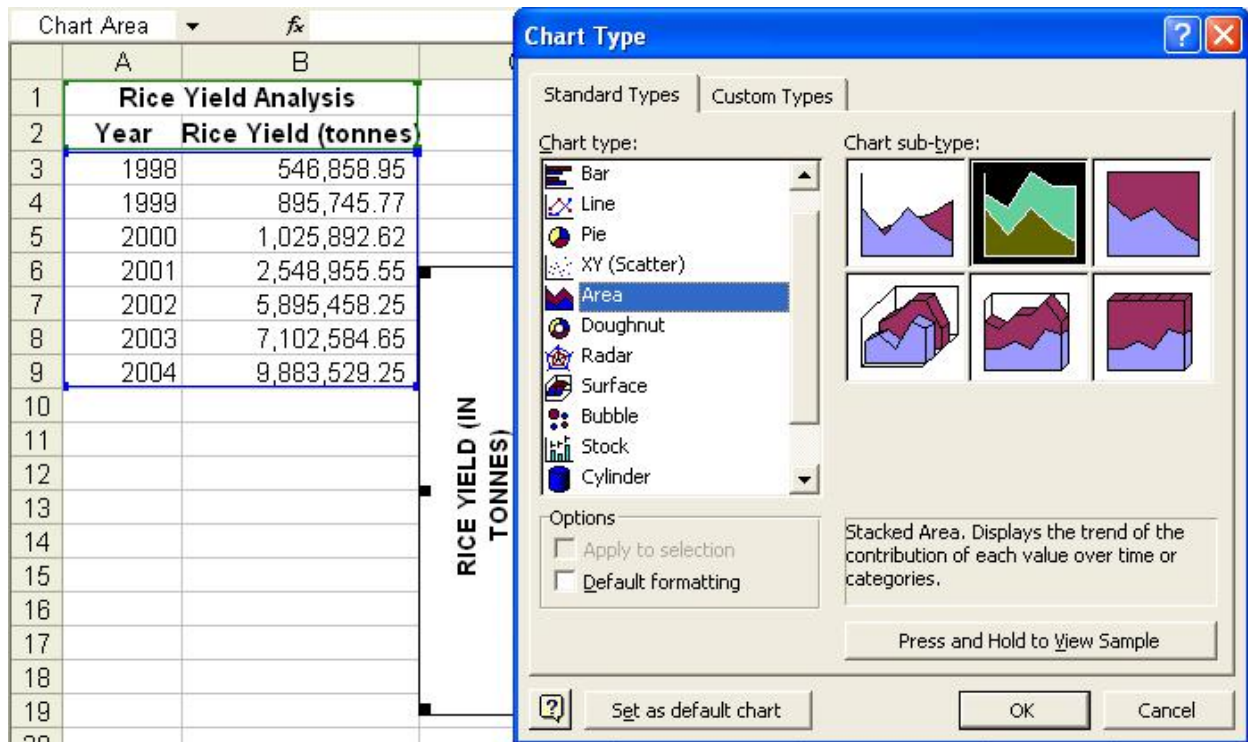 Chart Area fx
A B
1 Rice Yield Analysis
2 Year Rice Yield (tonnes)
3 1998 546,858.95
4 1999 895,745.77
5 2000 1,025,892.62
6 2001 2,548,955.55
7 2002 5,895,458.25
8 2003 7,102,584.65
9 2004 9,883,529.25
10
11
12
13
14
15
16
17
18
19
RICE YIELD (IN
TONNES)
Chart Type
Standard Types Custom Types
Chart type:
Bar
Line
Pie
XY (Scatter)
Area
Doughnut
Radar
Surface
Bubble
Stock
Cylinder
Options
Apply to selection
Default formatting
Chart sub-type:
Stacked Area. Displays the trend of the
contribution of each value over time or
categories.
Press and Hold to View Sample
Set as default chart OK Cancel